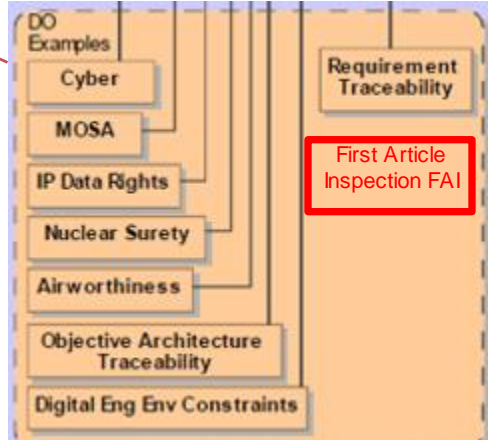 DO
Examples
Cyber
MOSA
IP Data Rights
Nuclear Surety
Airworthiness
Objective Architecture
Traceability
Digital Eng Env Constraints
Requirement
Traceability
First Article
Inspection FAI